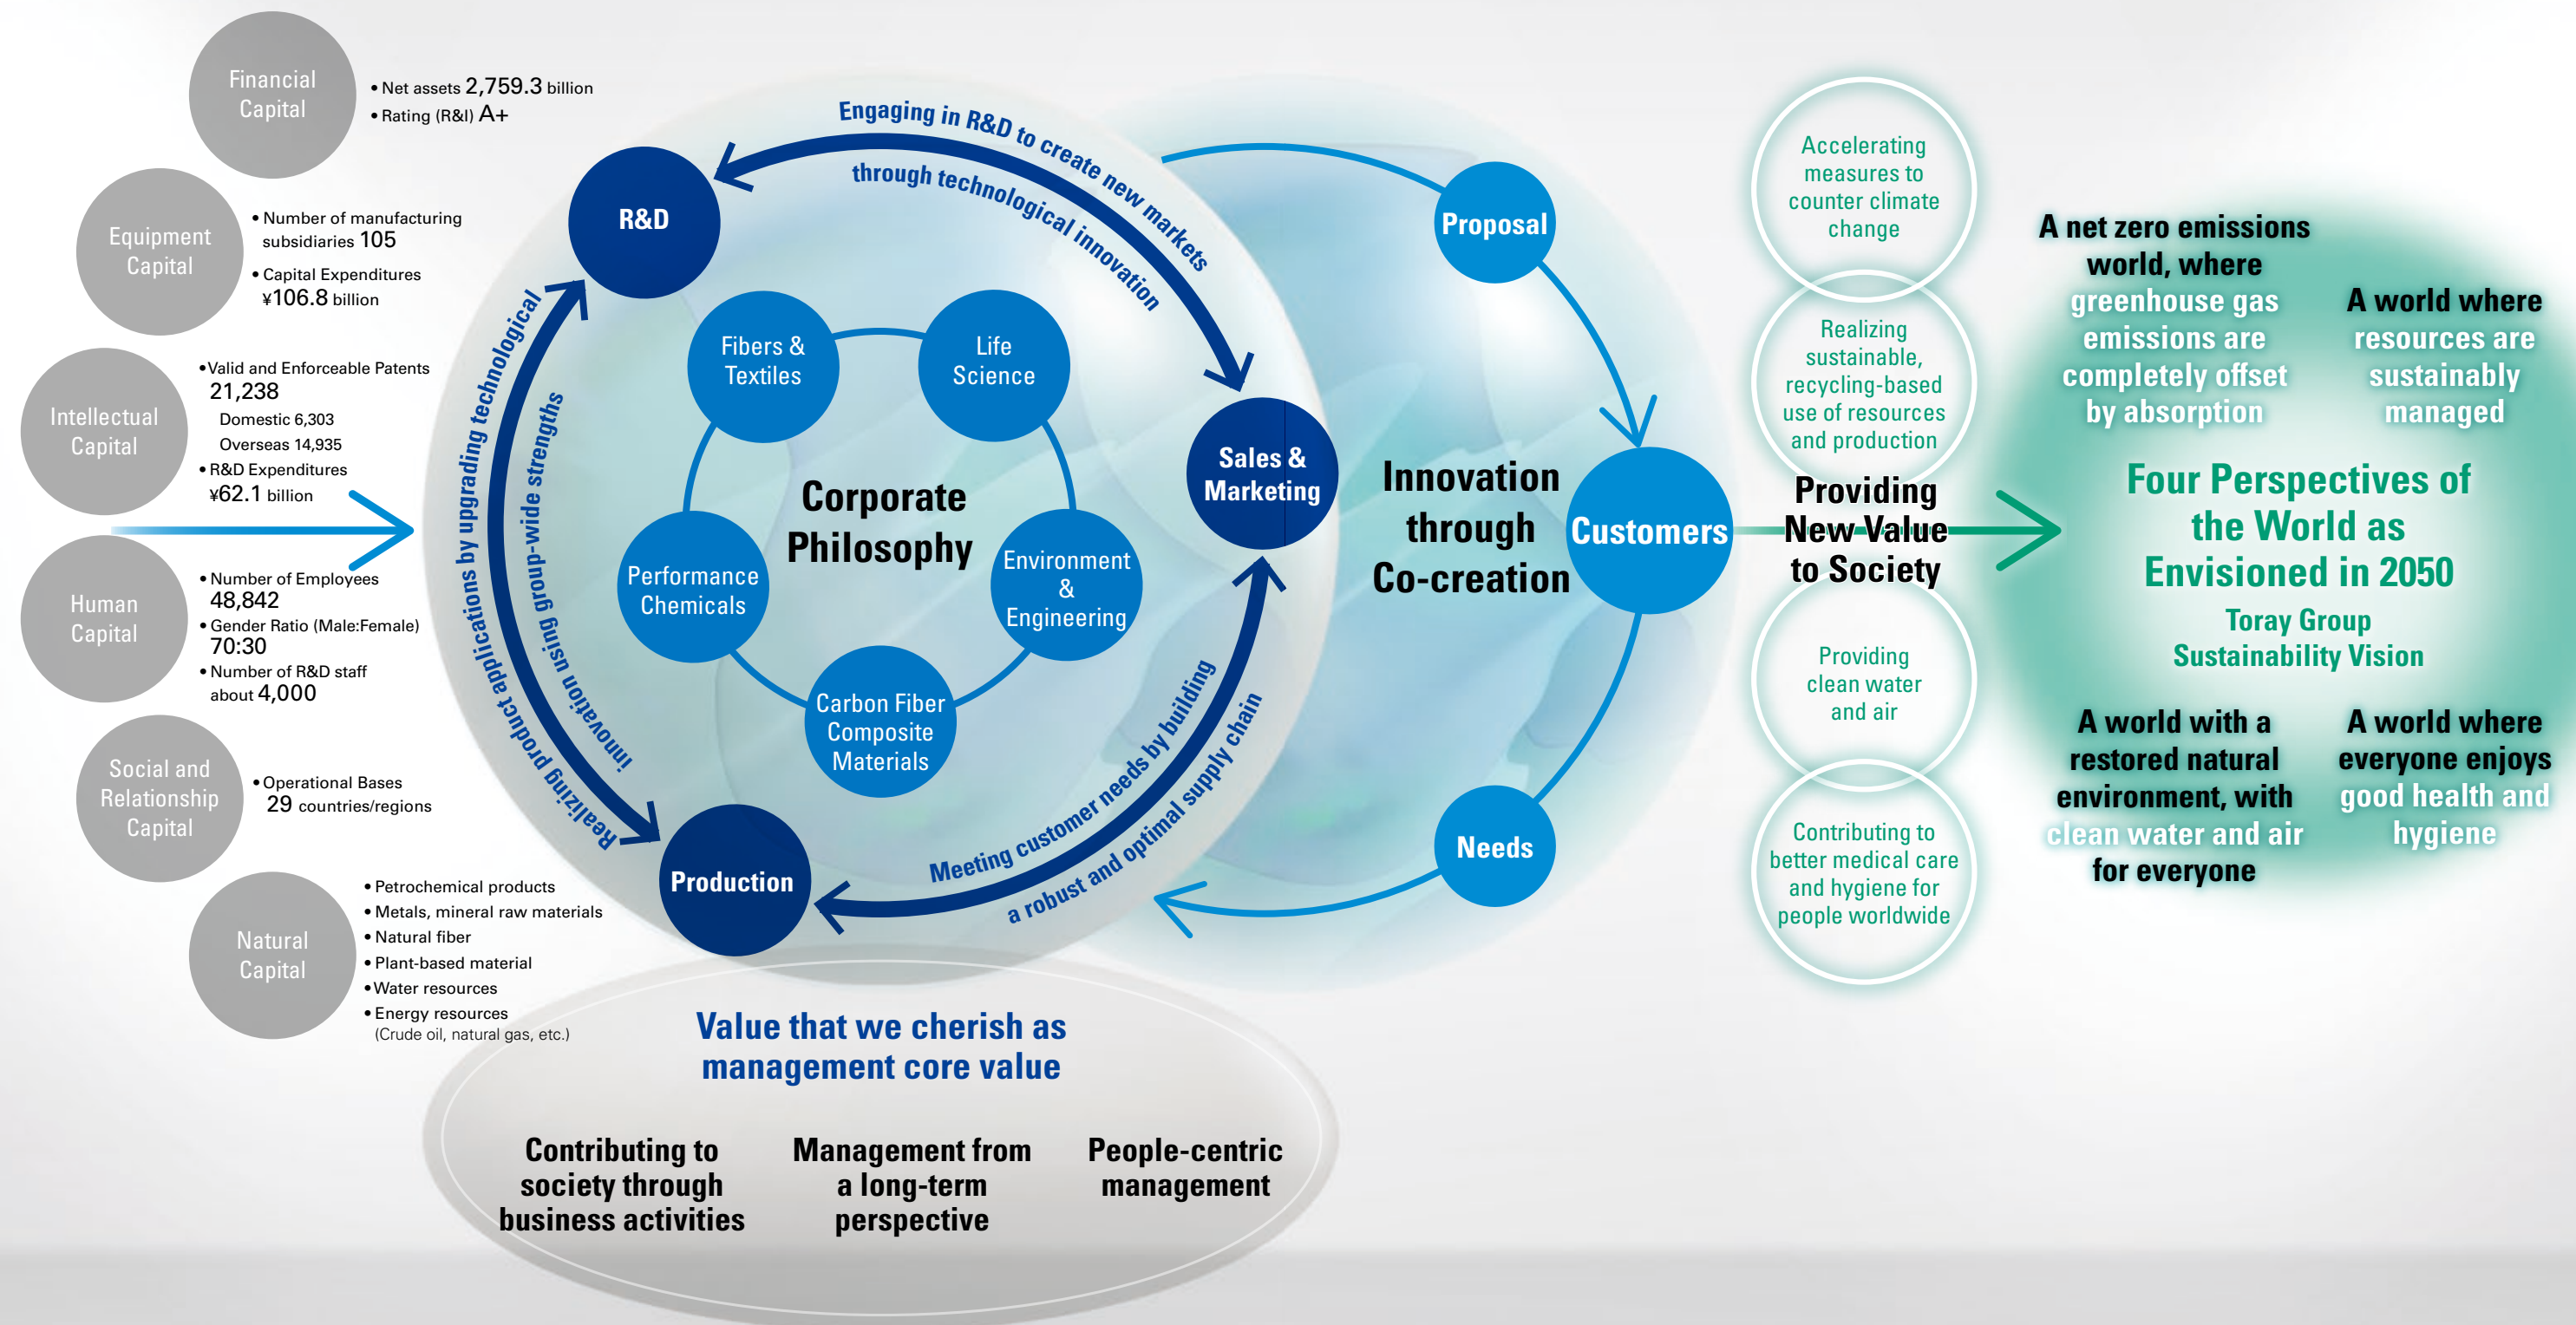 Financial
Capital
• Net assets 2,759.3 billion
• Rating (R&I) A+
Equipment
Capital
• Number of manufacturing
subsidiaries 105
• Capital Expenditures
¥106.8 billion
Intellectual
Capital
• Valid and Enforceable Patents
21,238
Domestic 6,303
Overseas 14,935
• R&D Expenditures
¥62.1 billion
Human
Capital
• Number of Employees
48,842
• Gender Ratio (Male:Female)
70:30
• Number of R&D staff
about 4,000
Social and
Relationship
Capital
• Operational Bases
29 countries/regions
Natural
Capital
• Petrochemical products
• Metals, mineral raw materials
• Natural fiber
• Plant-based material
• Water resources
• Energy resources
(Crude oil, natural gas, etc.)
R&D
Engaging in R&D to create new markets
through technological innovation
Sales &
Marketing
Meeting customer needs by building
a robust and optimal supply chain
Production
Realizing product applications by upgrading technological
innovation using group-wide strengths
Fibers &
Textiles
Life
Science
Performance
Chemicals
Environment
&
Engineering
Carbon Fiber
Composite
Materials
Corporate
Philosophy
Proposal
Innovation
through
Co-creation
Customers
Needs
Accelerating
measures to
counter climate
change
Realizing
sustainable,
recycling-based
use of resources
and production
Providing
New Value
to Society
Providing
clean water
and air
Contributing to
better medical care
and hygiene for
people worldwide
A net zero emissions
world, where
greenhouse gas
emissions are
completely offset
by absorption
A world where
resources are
sustainably
managed
Four Perspectives of
the World as
Envisioned in 2050
Toray Group
Sustainability Vision
A world with a
restored natural
environment, with
clean water and air
for everyone
A world where
everyone enjoys
good health and
hygiene
Value that we cherish as
management core value
Contributing to
society through
business activities
Management from
a long-term
perspective
People-centric
management